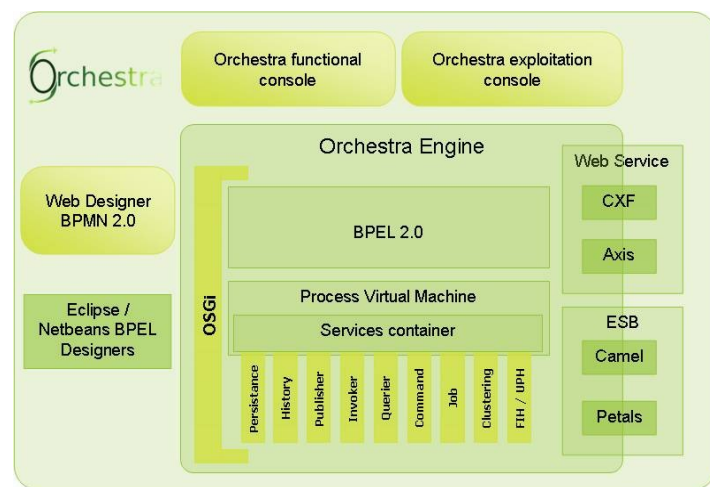 Orchestra
Orchestra functional
console
Orchestra exploitation
console
Orchestra Engine
Web Service
CXF
Axis
Web Designer
BPMN 2.0
OSGi
BPEL 2.0
Process Virtual Machine
Services container
Eclipse /
Netbeans BPEL
Designers
ESB
Camel
Petals
Persistance
History
Publisher
Invoker
Querier
Command
Job
Clustering
FIH / UPH